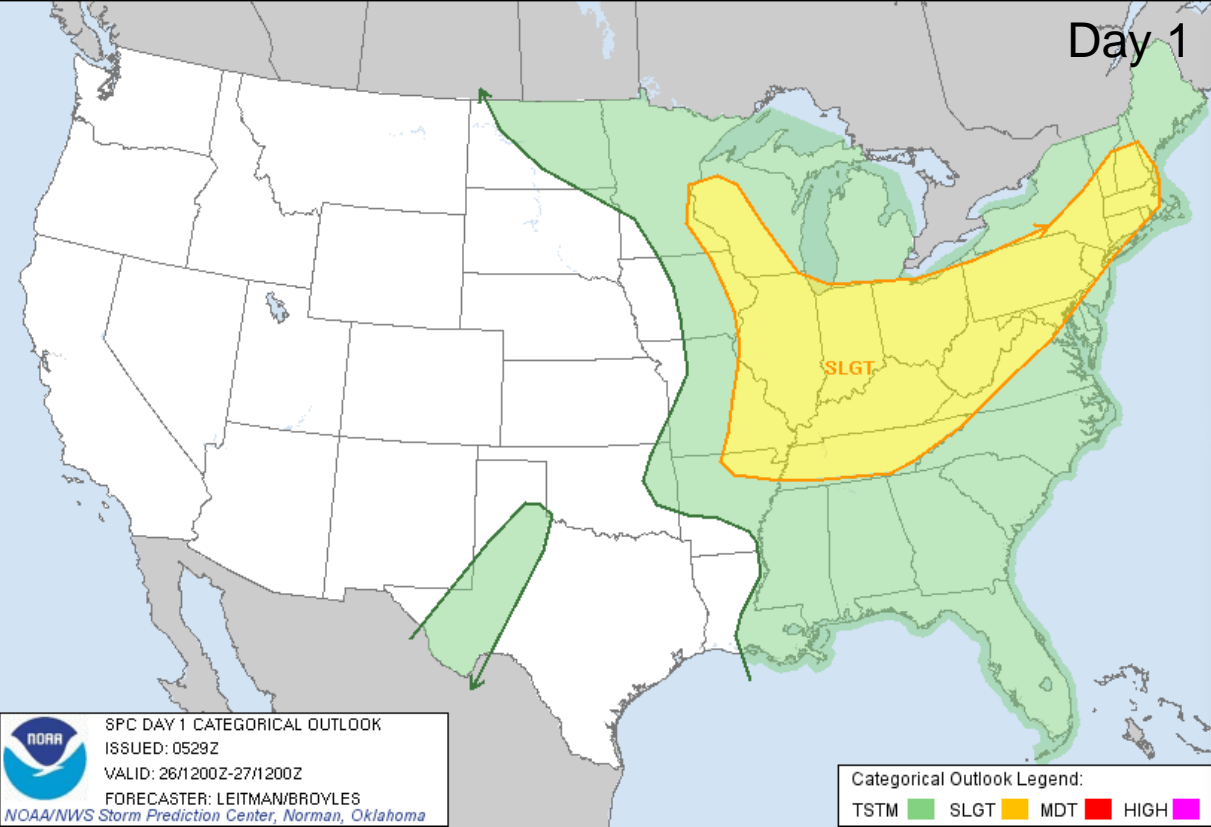 Day 1
SLGT
NOAA
SPC DAY 1 CATEGORICAL OUTLOOK
ISSUED: 0529Z
VALID: 26/1200Z-27/1200Z
FORECASTER: LEITMAN/BROYLES
NOAA/NWS Storm Prediction Center, Norman, Oklahoma
Categorical Outlook Legend:
TSTM SLGT MDT HIGH